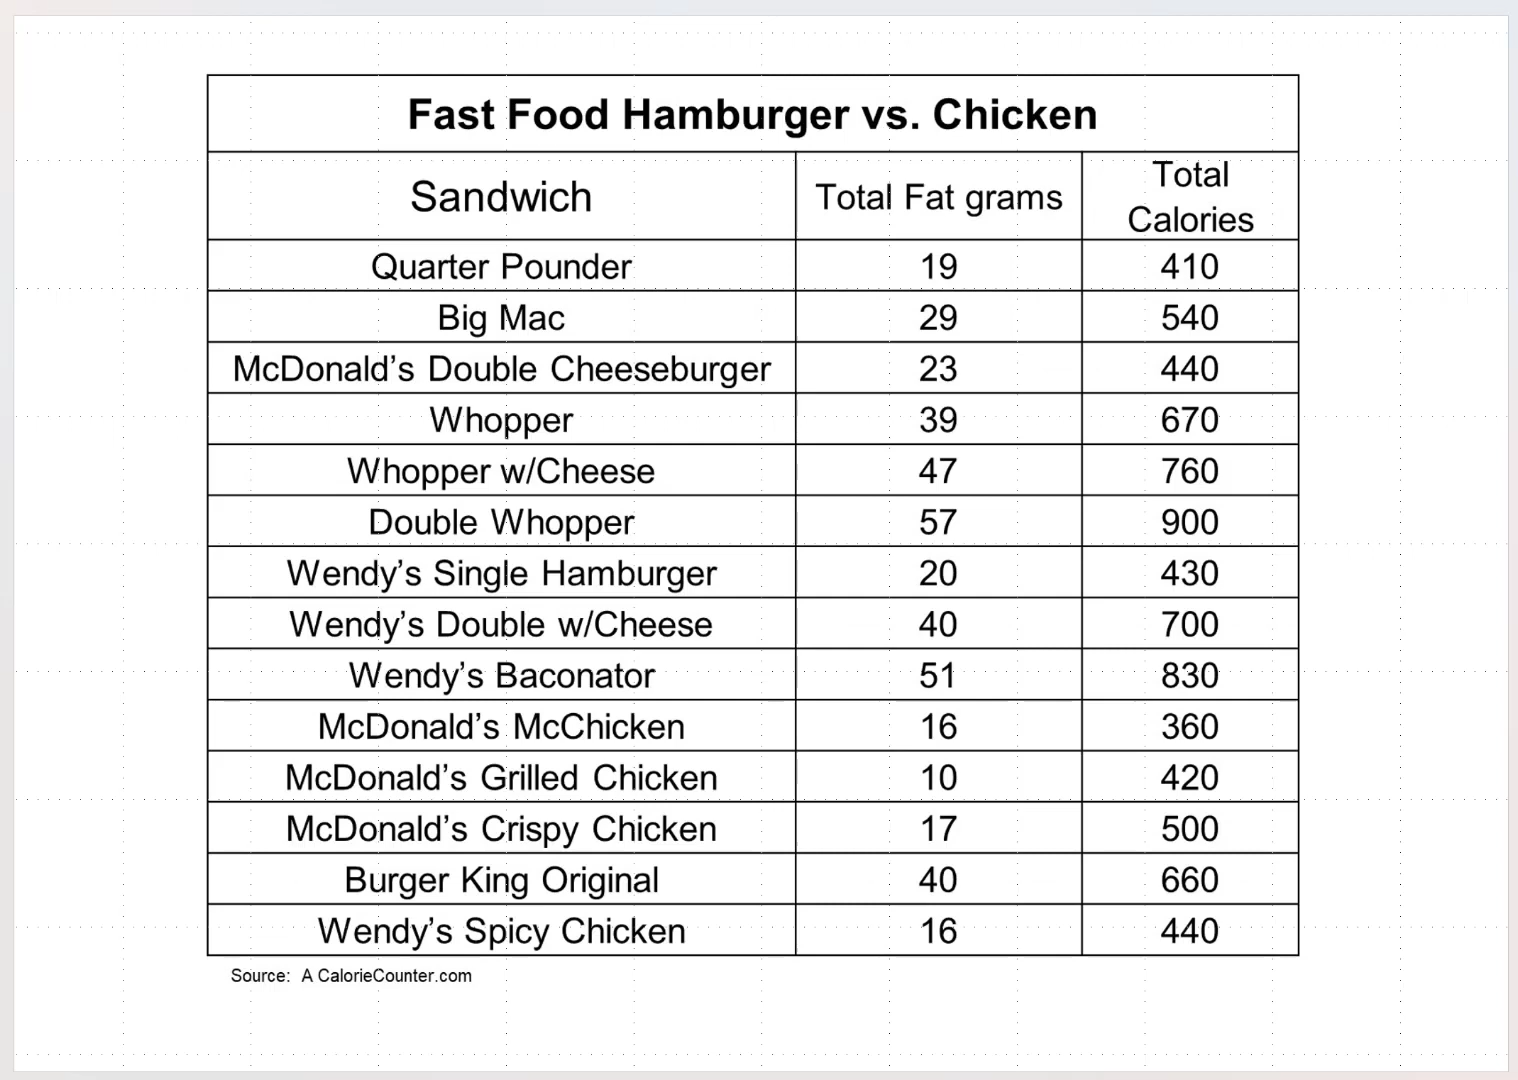 Fast Food Hamburger vs. Chicken
Sandwich Total Fat grams Total Calories
Quarter Pounder 19 410
Big Mac 29 540
McDonald’s Double Cheeseburger 23 440
Whopper 39 670
Whopper w/Cheese 47 760
Double Whopper 57 900
Wendy’s Single Hamburger 20 430
Wendy’s Double w/Cheese 40 700
Wendy’s Baconator 51 830
McDonald’s McChicken 16 360
McDonald’s Grilled Chicken 10 420
McDonald’s Crispy Chicken 17 500
Burger King Original 40 660
Wendy’s Spicy Chicken 16 440
Source: A CalorieCounter.com